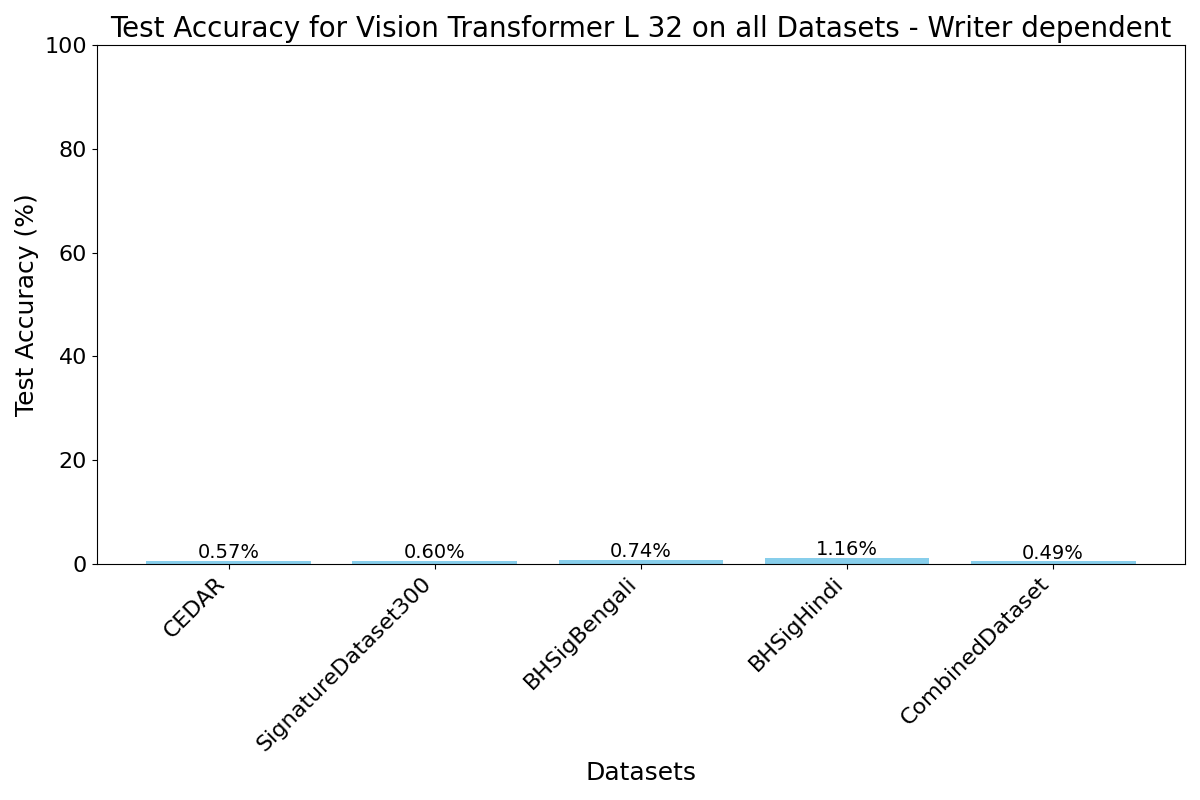 Test Accuracy for Vision Transformer L 32 on all Datasets - Writer dependent
100
80
60
40
20
0
Test Accuracy (%)
0.57%
0.60%
0.74%
1.16%
0.49%
CEDAR
SignatureDataset300
BHSigBengali
BHSigHindi
CombinedDataset
Datasets